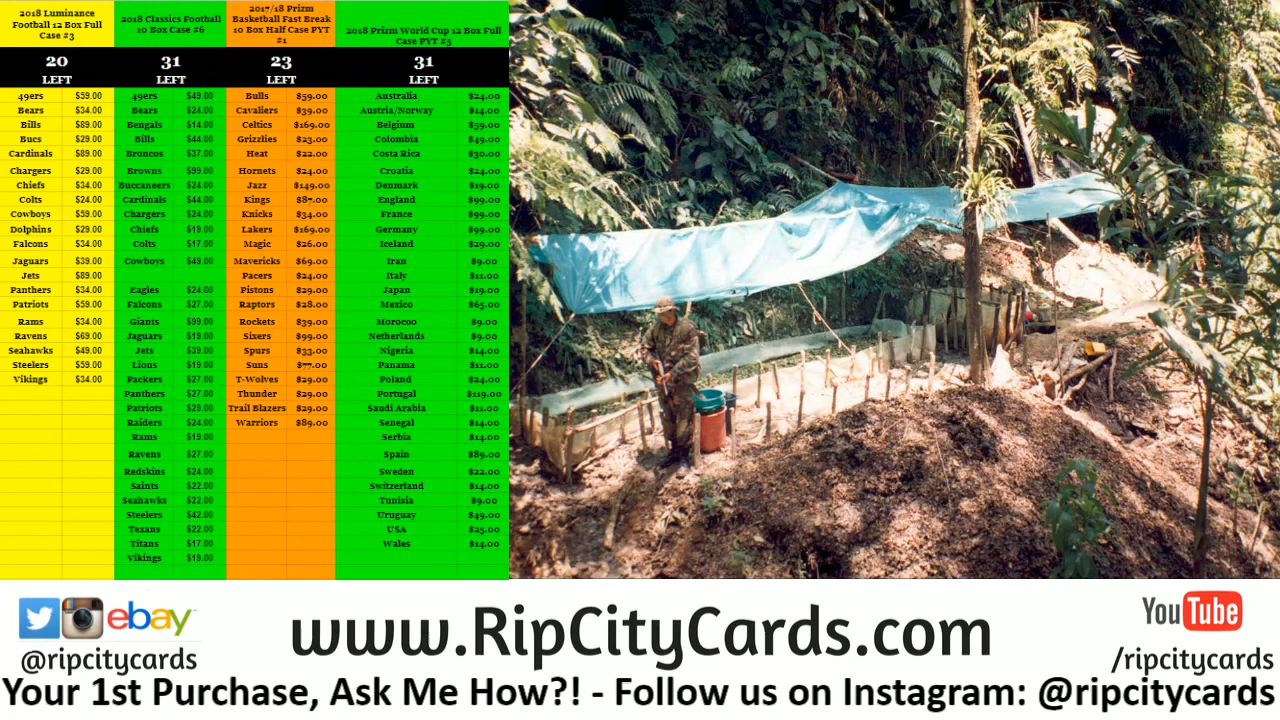 2018 Luminance Football 12 Box Full Case #3
20
LEFT
49ers $59.00
Bears $34.00
Bills $89.00
Bucs $29.00
Cardinals $89.00
Chargers $29.00
Chiefs $34.00
Colts $24.00
Cowboys $59.00
Dolphins $29.00
Falcons $34.00
Jaguars $39.00
Jets $89.00
Panthers $34.00
Patriots $59.00
Rams $34.00
Ravens $69.00
Seahawks $49.00
Steelers $59.00
Vikings $34.00
2018 Classics Football 10 Box Case #6
31
LEFT
49ers $49.00
Bears $24.00
Bengals $14.00
Bills $44.00
Broncos $37.00
Browns $99.00
Buccaneers $24.00
Cardinals $44.00
Chargers $24.00
Chiefs $19.00
Colts $17.00
Cowboys $49.00
Eagles $24.00
Falcons $27.00
Giants $99.00
Jaguars $19.00
Jets $39.00
Lions $19.00
Packers $27.00
Panthers $27.00
Patriots $29.00
Raiders $24.00
Rams $19.00
Ravens $27.00
Redskins $24.00
Saints $22.00
Seahawks $22.00
Steelers $42.00
Texans $22.00
Titans $17.00
Vikings $19.00
2017/18 Prizm Basketball Fast Break 10 Box Half Case PYT #1
23
LEFT
Bulls $59.00
Cavaliers $39.00
Celtics $169.00
Grizzlies $23.00
Heat $22.00
Hornets $24.00
Jazz $149.00
Kings $87.00
Knicks $34.00
Lakers $169.00
Magic $26.00
Mavericks $69.00
Pacers $24.00
Pistons $29.00
Raptors $28.00
Rockets $39.00
Sixers $99.00
Spurs $33.00
Suns $77.00
T-Wolves $29.00
Thunder $29.00
Trail Blazers $29.00
Warriors $89.00
2018 Prizm World Cup 12 Box Full Case PYT #5
31
LEFT
Australia $24.00
Austria/Norway $14.00
Belgium $59.00
Colombia $49.00
Costa Rica $30.00
Croatia $24.00
Denmark $19.00
England $99.00
France $99.00
Germany $99.00
Iceland $29.00
Iran $9.00
Italy $11.00
Japan $19.00
Mexico $65.00
Morocoo $9.00
Netherlands $9.00
Nigeria $14.00
Panama $11.00
Poland $24.00
Portugal $119.00
Saudi Arabia $11.00
Senegal $14.00
Serbia $14.00
Spain $89.00
Sweden $22.00
Switzerland $14.00
Tunisia $9.00
Uruguay $49.00
USA $25.00
Wales $14.00
ebay
@ripcitycards
www.RipCityCards.com
YouTube
/ripcitycards
Your 1st Purchase, Ask Me How?! - Follow us on Instagram: @ripcitycards